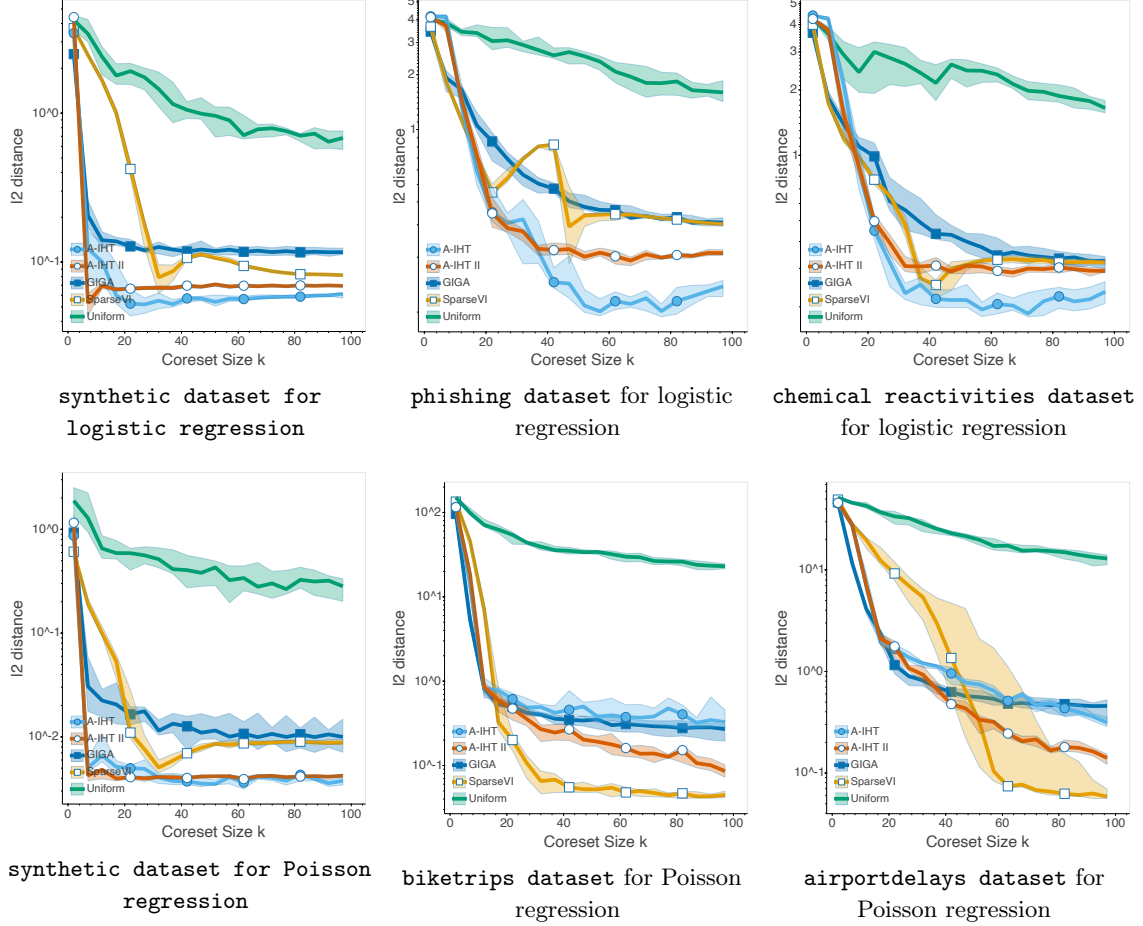 10^0
10^-1
l2 distance
A-IHT
A-IHT II
GIGA
SparseVI
Uniform
0 20 40 60 80 100
Coreset Size k
synthetic dataset for
logistic regression
5
4
3
2
1
l2 distance
A-IHT
A-IHT II
GIGA
SparseVI
Uniform
0 20 40 60 80 100
Coreset Size k
phishing dataset for logistic
regression
5
4
3
2
1
l2 distance
A-IHT
A-IHT II
GIGA
SparseVI
Uniform
0 20 40 60 80 100
Coreset Size k
chemical reactivities dataset
for logistic regression
10^0
10^-1
10^-2
l2 distance
A-IHT
A-IHT II
GIGA
SparseVI
Uniform
0 20 40 60 80 100
Coreset Size k
synthetic dataset for Poisson
regression
10^2
10^1
10^0
10^-1
l2 distance
A-IHT
A-IHT II
GIGA
SparseVI
Uniform
0 20 40 60 80 100
Coreset Size k
biketrips dataset for Poisson
regression
10^1
10^0
10^-1
l2 distance
A-IHT
A-IHT II
GIGA
SparseVI
Uniform
0 20 40 60 80 100
Coreset Size k
airportdelays dataset for
Poisson regression